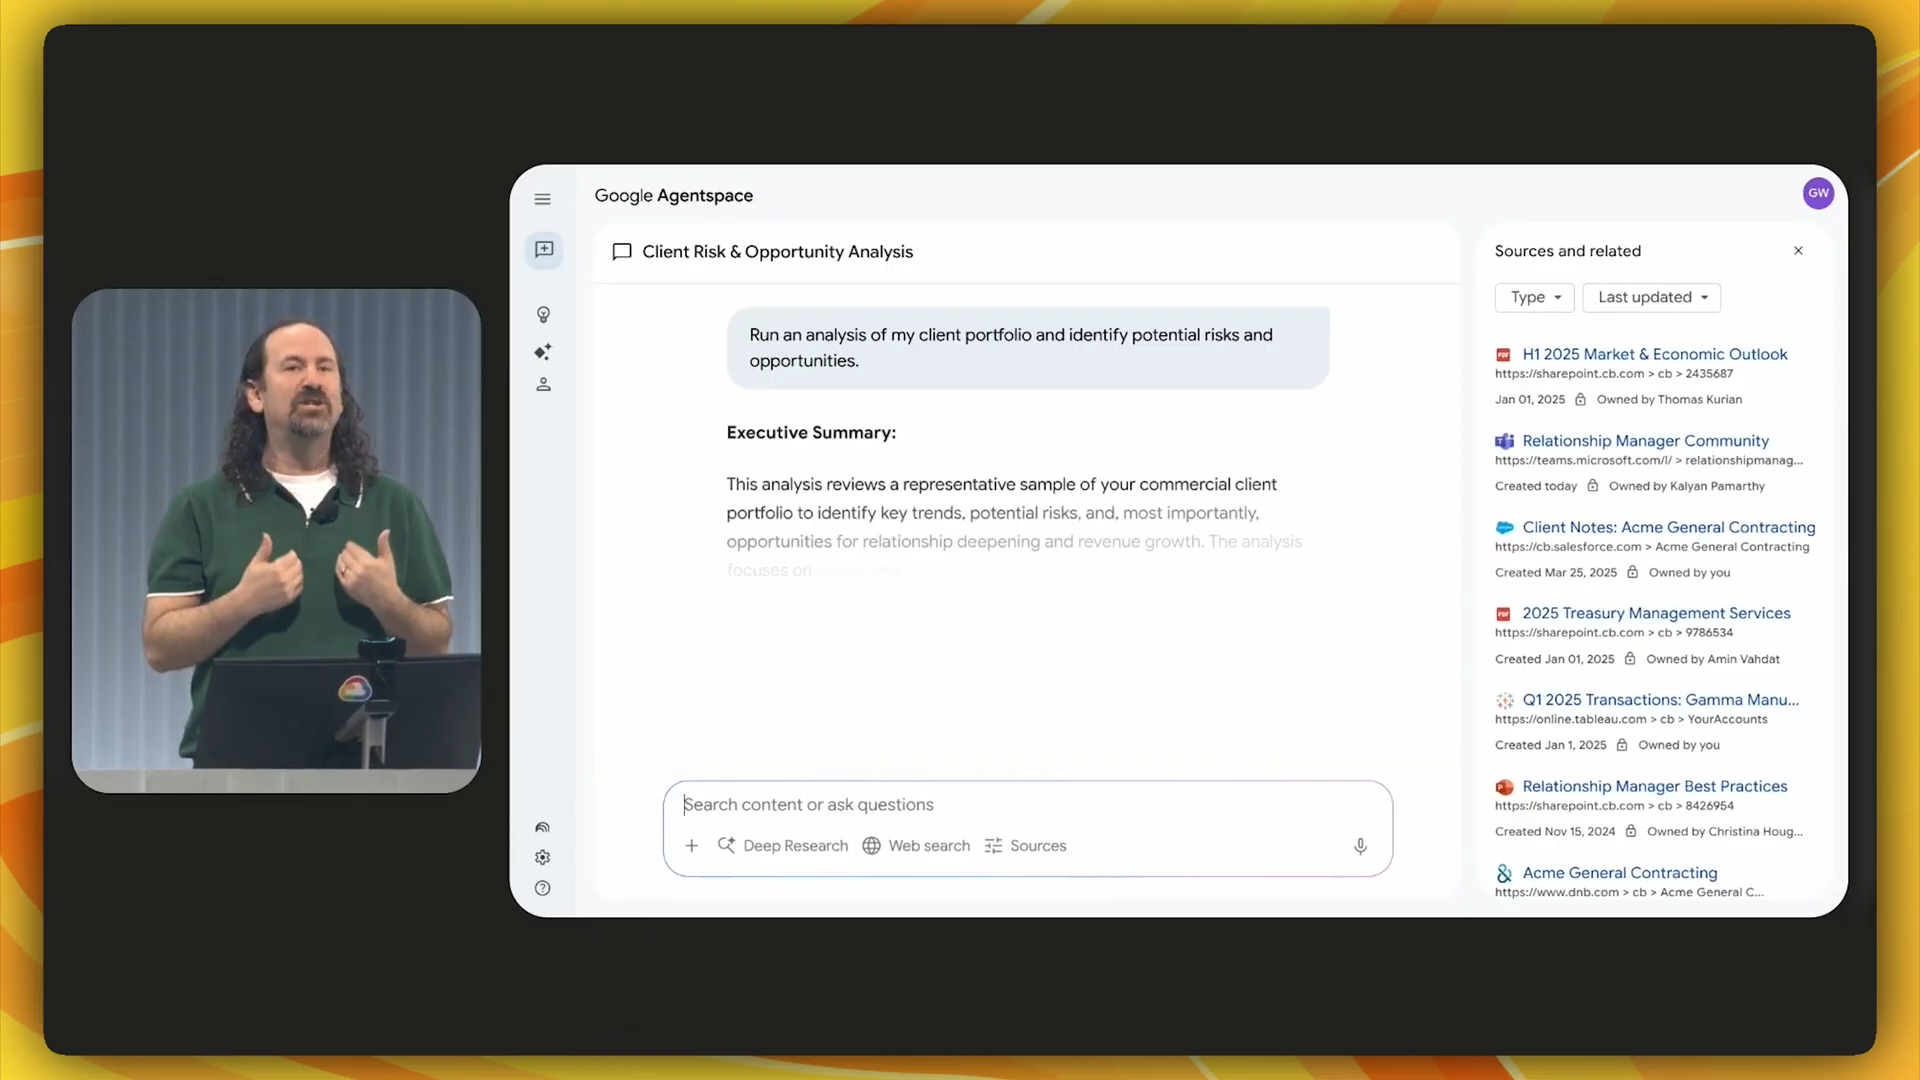 Google Agentspace
GW
Client Risk & Opportunity Analysis
Run an analysis of my client portfolio and identify potential risks and
opportunities.
Executive Summary:
This analysis reviews a representative sample of your commercial client
portfolio to identify key trends, potential risks, and, most importantly,
opportunities for relationship deepening and revenue growth. The analysis
focuses on
Search content or ask questions
Deep Research
Web search
Sources
Sources and related
Type
Last updated
PDF
H1 2025 Market & Economic Outlook
https://sharepoint.cb.com > cb > 2435687
Jan 01, 2025 Owned by Thomas Kurian
Relationship Manager Community
https://teams.microsoft.com/l/ > relationshipmanag...
Created today Owned by Kalyan Pamarthy
Client Notes: Acme General Contracting
https://cb.salesforce.com > Acme General Contracting
Created Mar 25, 2025 Owned by you
PDF
2025 Treasury Management Services
https://sharepoint.cb.com > cb > 9786534
Created Jan 01, 2025 Owned by Amin Vahdat
Q1 2025 Transactions: Gamma Manu...
https://online.tableau.com > cb > YourAccounts
Created Jan 1, 2025 Owned by you
Relationship Manager Best Practices
https://sharepoint.cb.com > cb > 8426954
Created Nov 15, 2024 Owned by Christina Houg...
Acme General Contracting
https://www.dnb.com > cb > Acme General C...